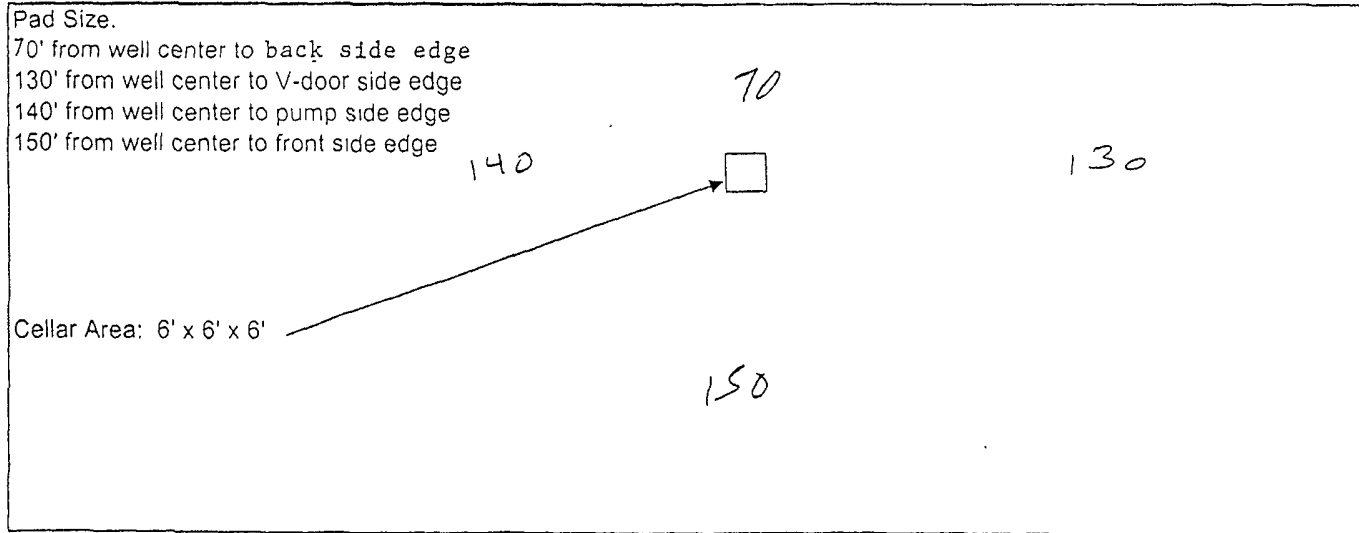 Pad Size.
70' from well center to back side edge
130' from well center to V-door side edge
140' from well center to pump side edge
150' from well center to front side edge
70
140
130
Cellar Area: 6' x 6' x 6'
150